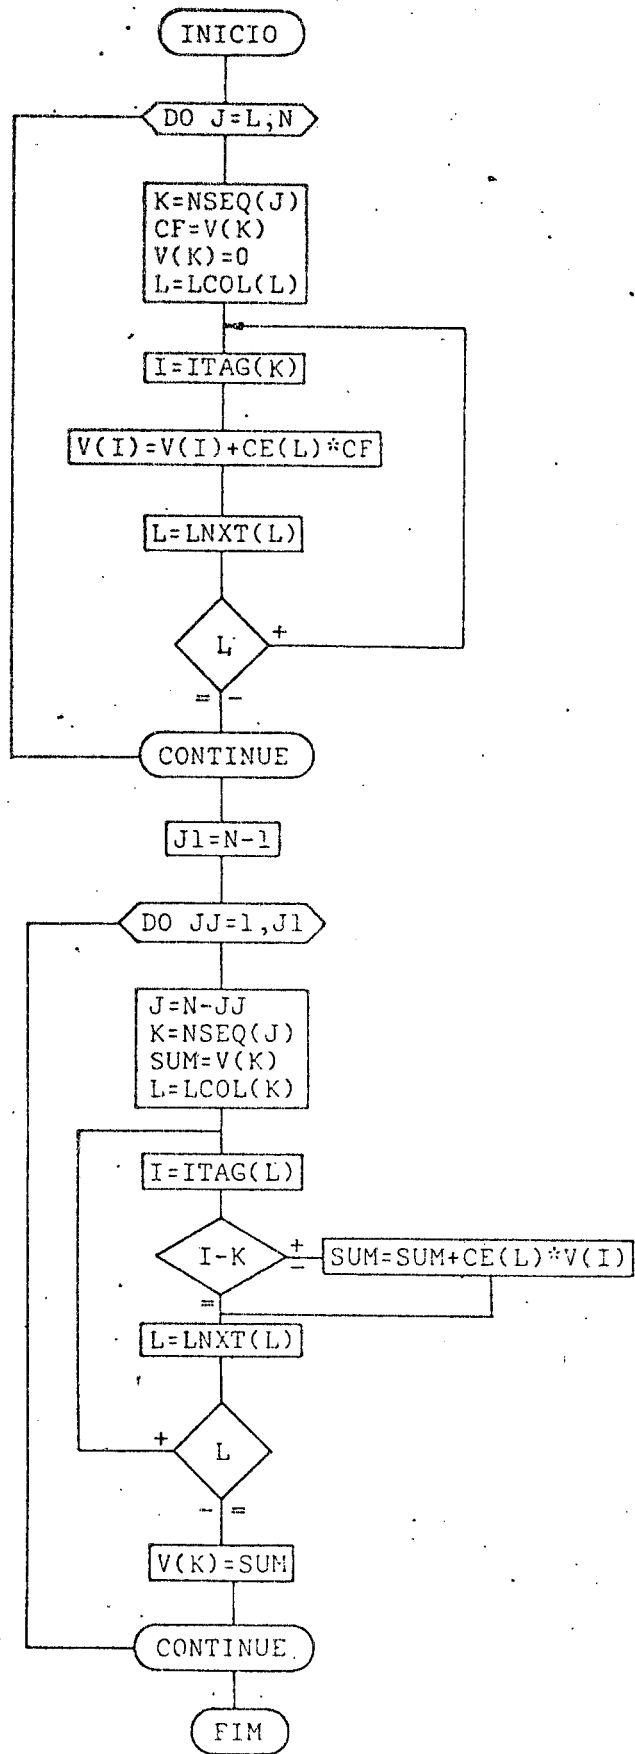 INICIO
DO J=L,N
K=NSEQ(J)
CF=V(K)
V(K)=0
L=LCOL(L)
I=ITAG(K)
V(I)=V(I)+CE(L)*CF
L=LNXT(L)
L
+
= -
CONTINUE
J1=N-1
DO JJ=1,J1
J=N-JJ
K=NSEQ(J)
SUM=V(K)
L=LCOL(K)
I=ITAG(L)
I-K
+
-
SUM=SUM+CE(L)*V(I)
=
L=LNXT(L)
+
L
- =
V(K)=SUM
CONTINUE
FIM